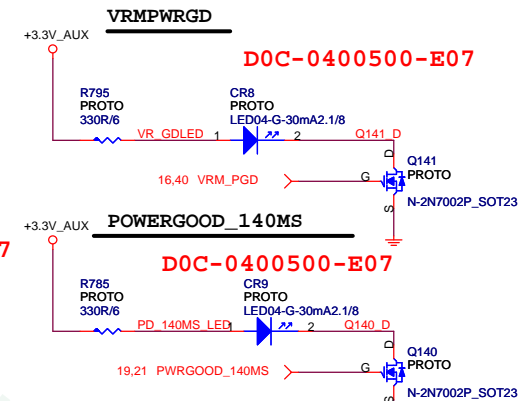 VRMPWRGD
+3.3V_AUX
D0C-0400500-E07
R795
PROTO
330R/6
CR8
PROTO
LED04-G-30mA2.1/8
VR_GDLED
1
2
Q141_D
D
Q141
PROTO
G
16,40 VRM_PGD
N-2N7002P_SOT23
S
+3.3V_AUX
POWERGOOD_140MS
7
D0C-0400500-E07
R785
PROTO
330R/6
CR9
PROTO
LED04-G-30mA2.1/8
PD_140MS_LED
1
2
Q140_D
D
Q140
PROTO
G
19,21 PWRGOOD_140MS
N-2N7002P_SOT23
S